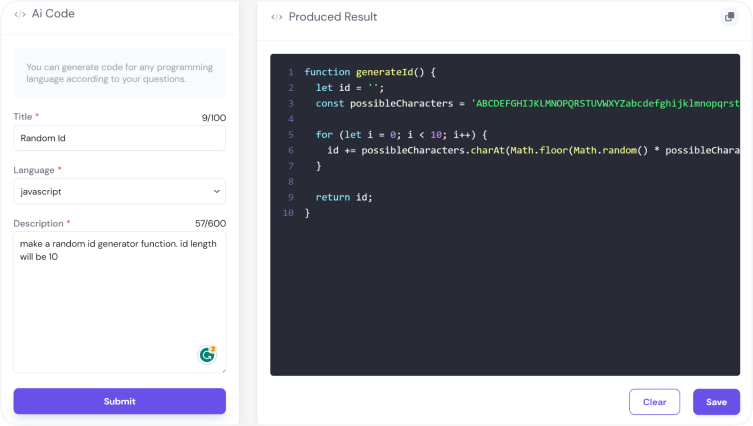 </> Ai Code
You can generate code for any programming
language according to your questions.
Title * 9/100
Random Id
Language *
javascript
Description * 57/600
make a random id generator function. id length
will be 10
2
Submit
</> Produced Result
1 function generateId() {
2 let id = '';
3 const possibleCharacters = 'ABCDEFGHIJKLMNOPQRSTUVWXYZabcdefghijklmnopqrst
4
5 for (let i = 0; i < 10; i++) {
6 id += possibleCharacters.charAt(Math.floor(Math.random() * possibleChara
7 }
8
9 return id;
10 }
Clear
Save